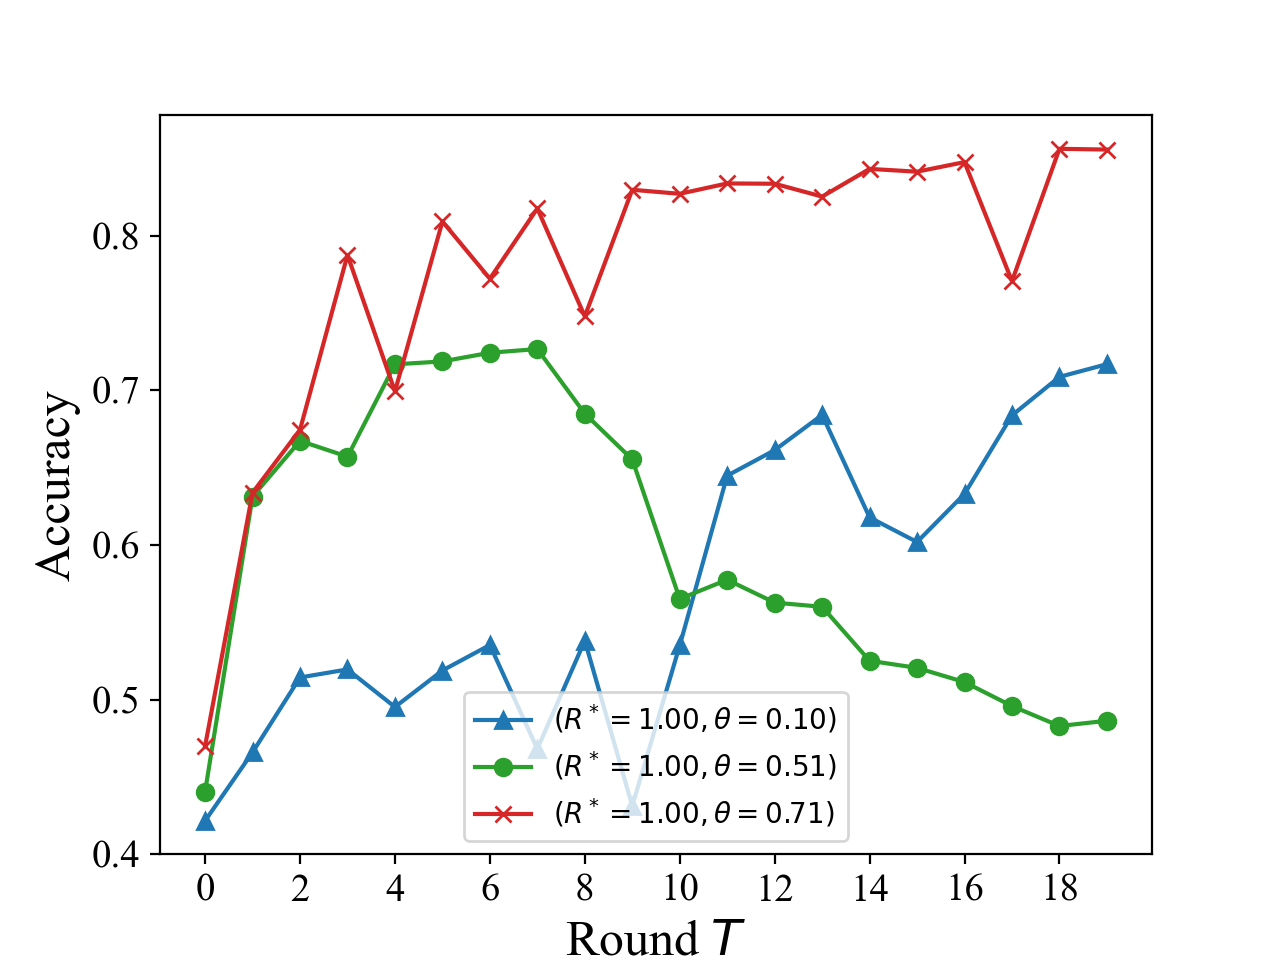 Accuracy
0.8
0.7
0.6
0.5
0.4
(R* = 1.00, θ = 0.10)
(R* = 1.00, θ = 0.51)
(R* = 1.00, θ = 0.71)
0 2 4 6 8 10 12 14 16 18
Round T